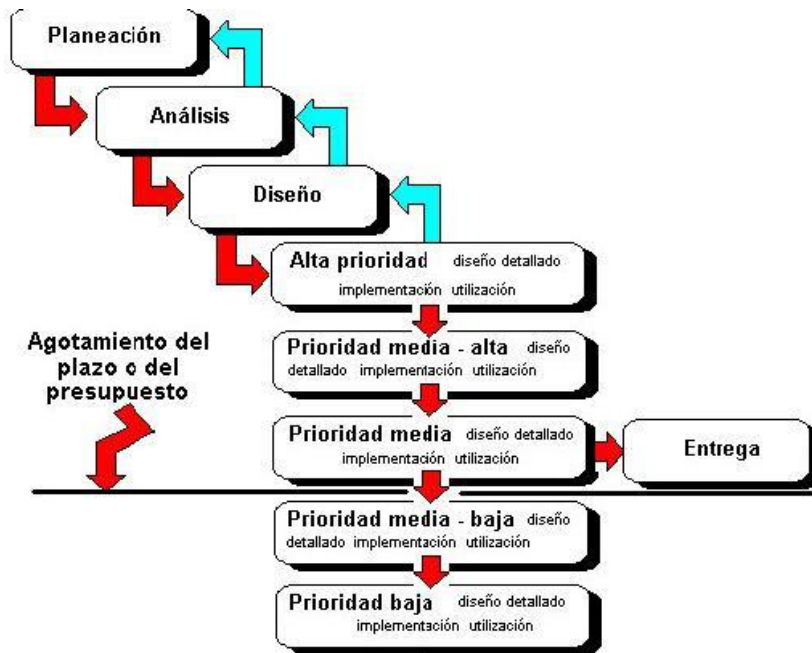 Planeación
Análisis
Diseño
Alta prioridad diseño detallado
implementación utilización
Agotamiento del
plazo o del
presupuesto
Prioridad media - alta diseño
detallado implementación utilización
Prioridad media diseño detallado
implementación utilización
Entrega
Prioridad media - baja diseño
detallado implementación utilización
Prioridad baja diseño detallado
implementación utilización